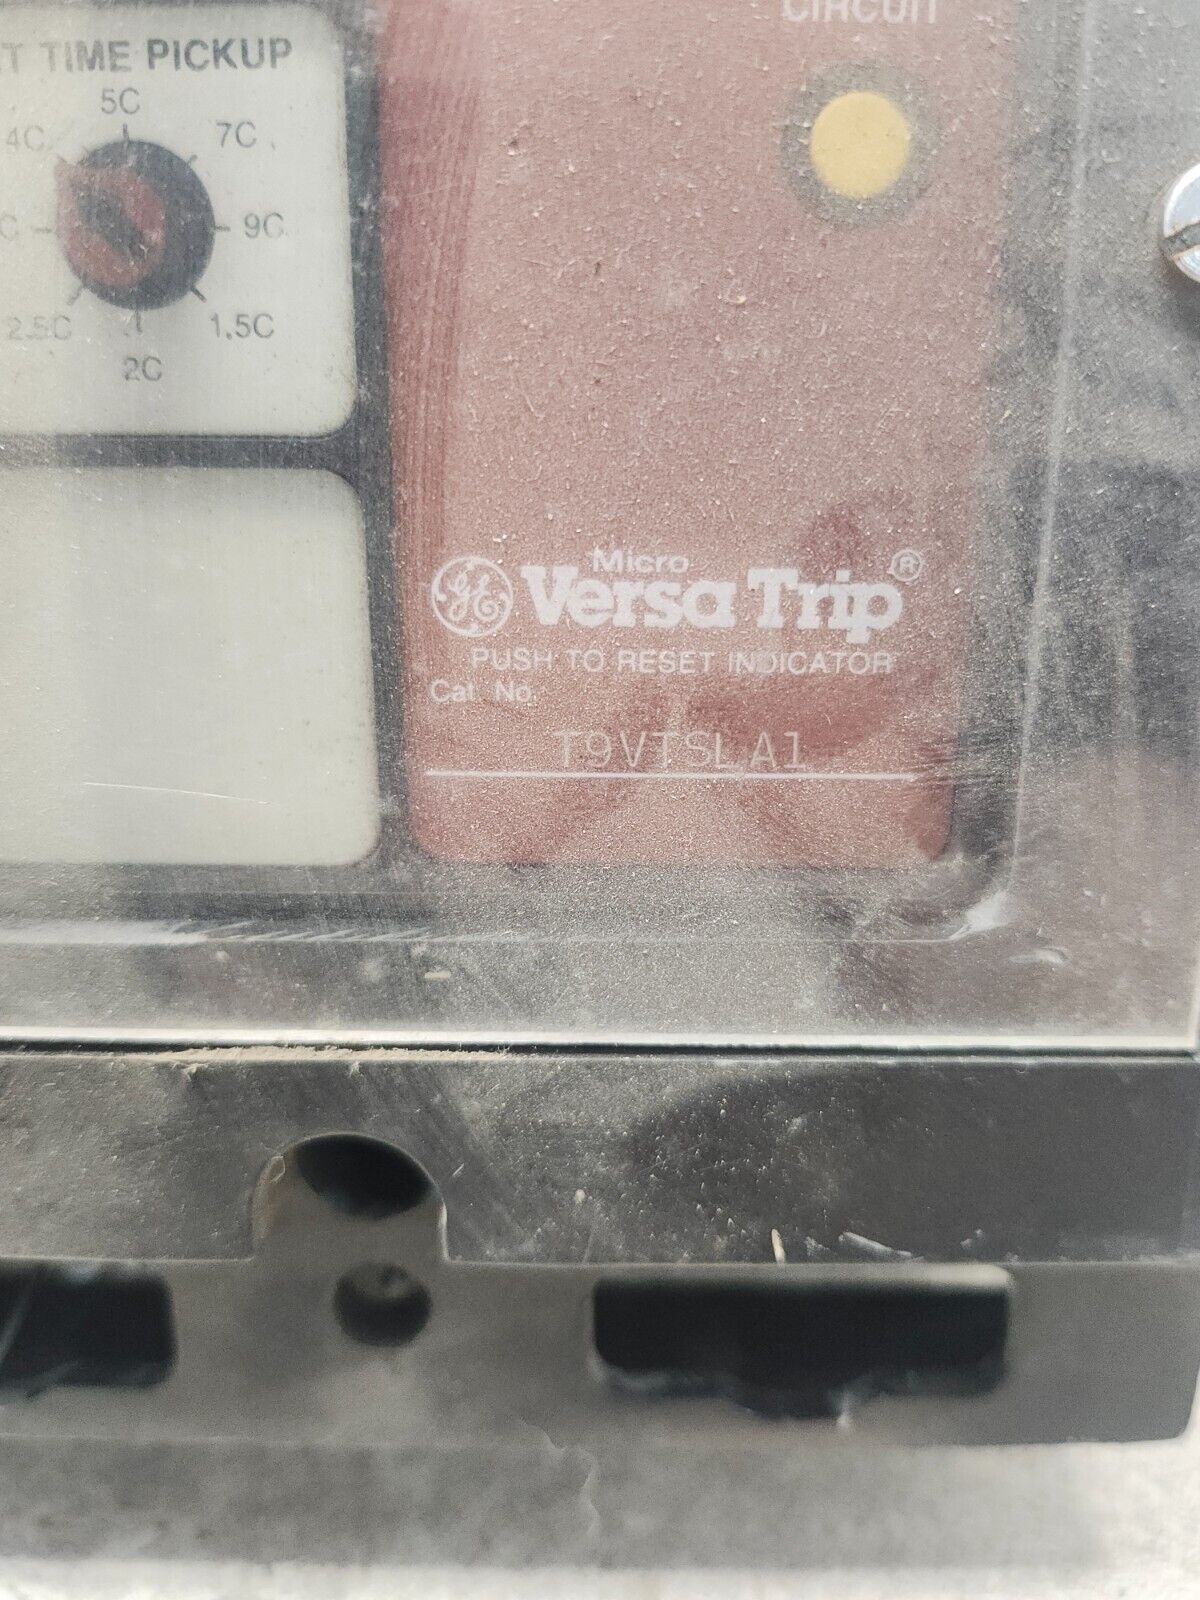 CIRCUIT
TIME PICKUP
5C
4C
7C
9C
2.5C
1.5C
2C
GE
Micro
Versa Trip®
PUSH TO RESET INDICATOR
Cat. No.
T9VTSLA1